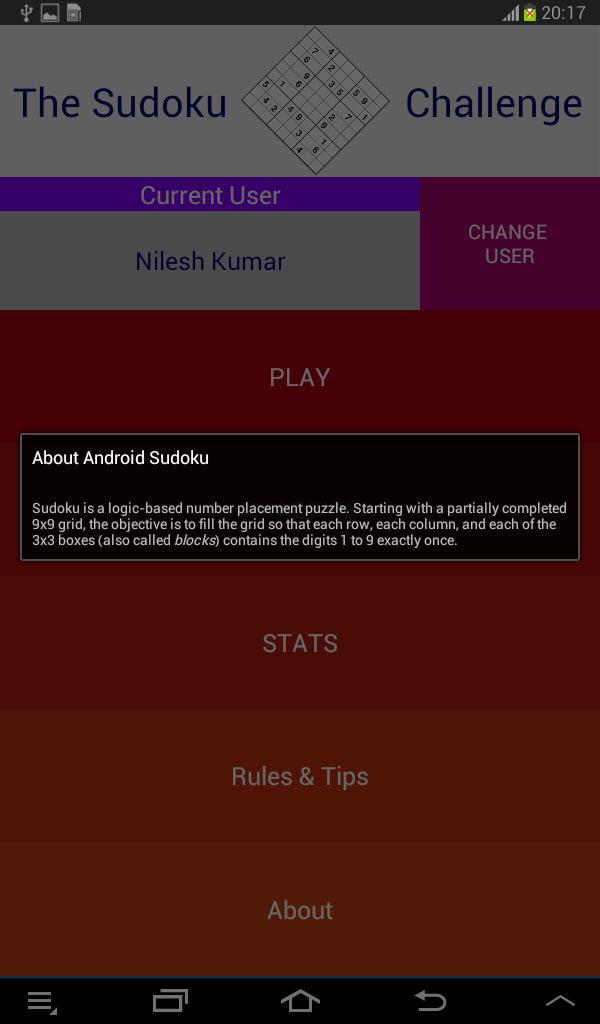 20:17
The Sudoku Challenge
Current User
Nilesh Kumar
CHANGE
USER
PLAY
About Android Sudoku
Sudoku is a logic-based number placement puzzle. Starting with a partially completed
9x9 grid, the objective is to fill the grid so that each row, each column, and each of the
3x3 boxes (also called blocks) contains the digits 1 to 9 exactly once.
STATS
Rules & Tips
About